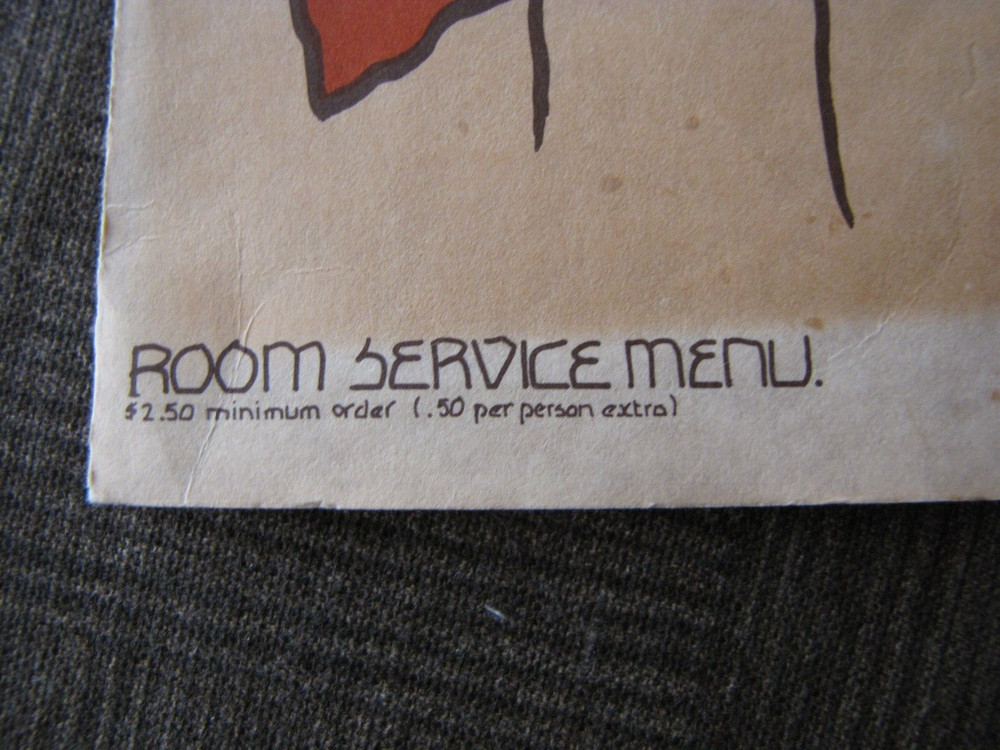 ROOM SERVICE MENU.
$2.50 minimum order (.50 per person extra)